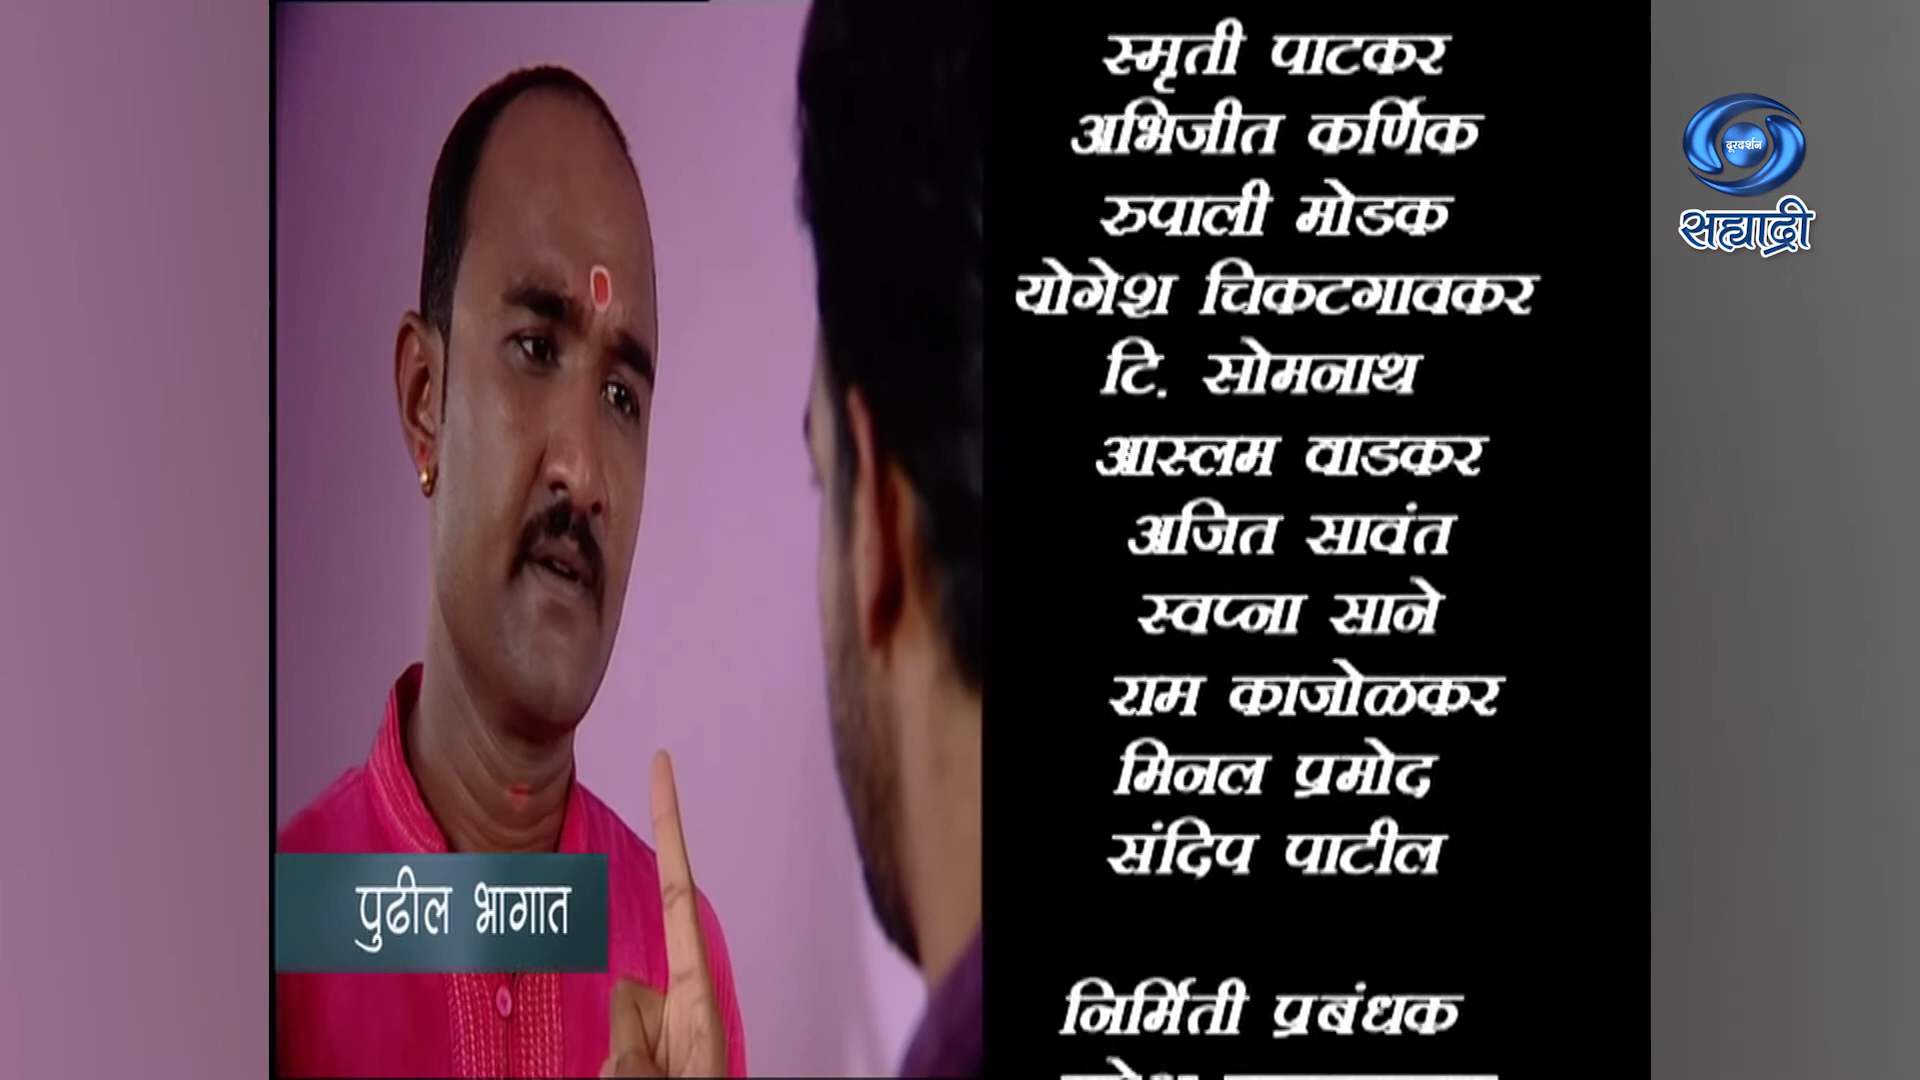 स्मृती पाटकर
अभिजीत कर्णिक
रुपाली मोडक
योगेश चिकटगावकर
टि. सोमनाथ
आस्लम वाडकर
अजित सावंत
स्वप्ना साने
राम काजोळकर
मिनल प्रमोद
संदिप पाटील
निर्मिती प्रबंधक
पुढील भागात
दूरदर्शन
सह्याद्री